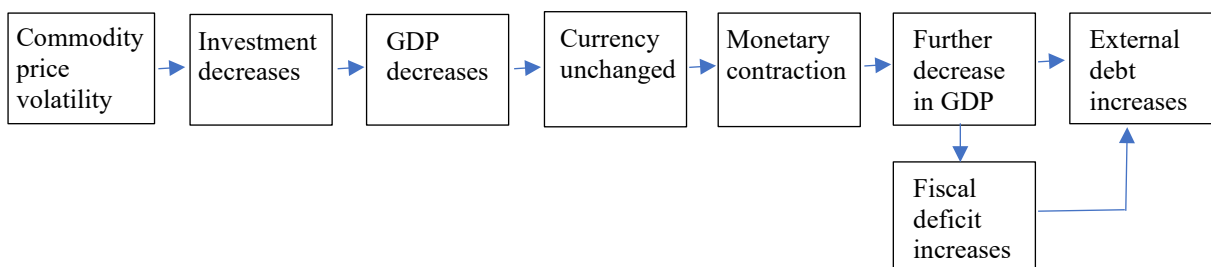 Commodity
price
volatility
Investment
decreases
GDP
decreases
Currency
unchanged
Monetary
contraction
Further
decrease
in GDP
External
debt
increases
Fiscal
deficit
increases